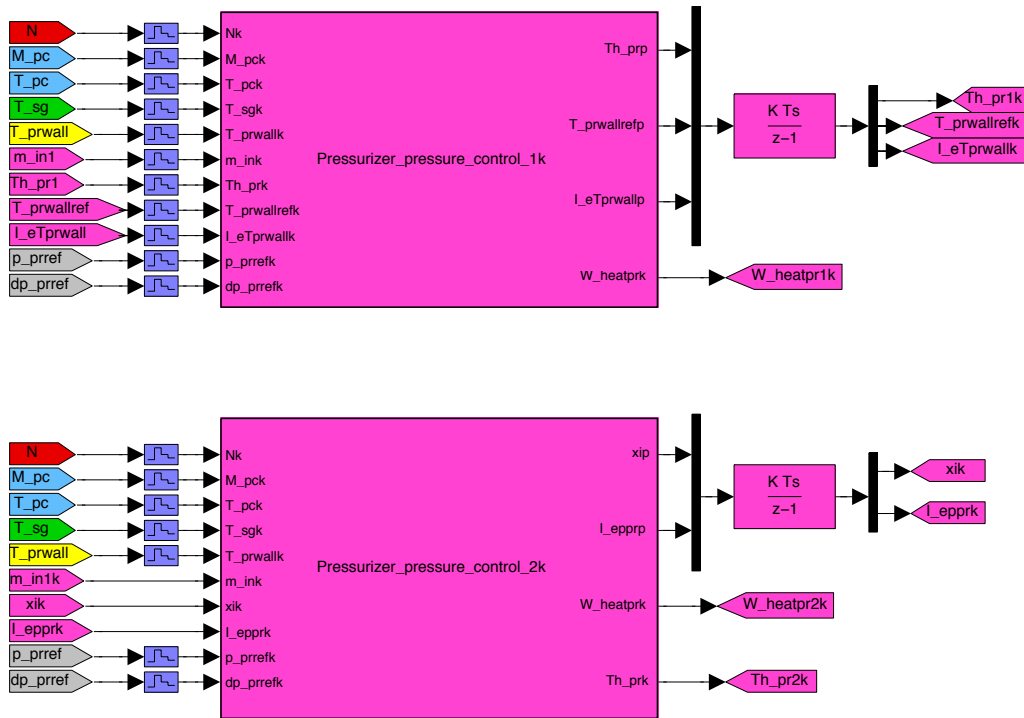 N
M_pc
T_pc
T_sg
T_prwall
m_in1
Th_pr1
T_prwallref
I_eTprwall
p_prref
dp_prref
Nk
M_pck
T_pck
T_sgk
T_prwallk
m_ink
Th_prk
T_prwallrefk
I_eTprwallk
p_prrefk
dp_prrefk
Pressurizer_pressure_control_1k
Th_prp
T_prwallrefp
I_eTprwallp
W_heatprk
K Ts
z−1
Th_pr1k
T_prwallrefk
I_eTprwallk
W_heatpr1k
N
M_pc
T_pc
T_sg
T_prwall
m_in1k
xik
I_epprk
p_prref
dp_prref
Nk
M_pck
T_pck
T_sgk
T_prwallk
m_ink
xik
I_epprk
p_prrefk
dp_prrefk
Pressurizer_pressure_control_2k
xip
I_epprp
W_heatprk
Th_prk
K Ts
z−1
xik
I_epprk
W_heatpr2k
Th_pr2k